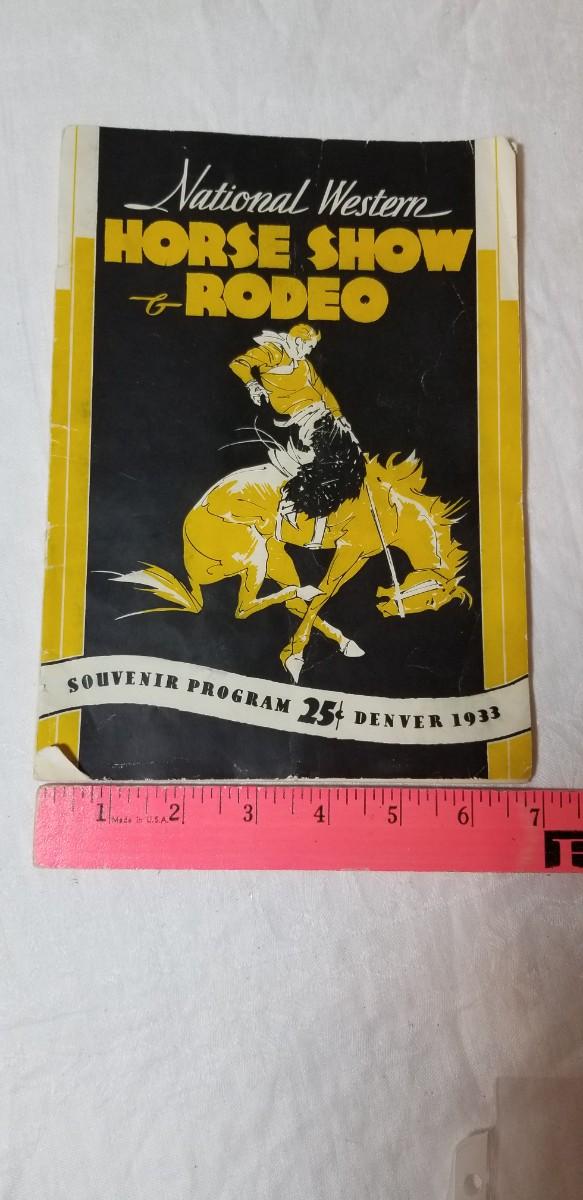 National Western
HORSE SHOW
& RODEO
SOUVENIR PROGRAM 25¢ DENVER 1933
1 2 3 4 5 6 7
Made in U.S.A.